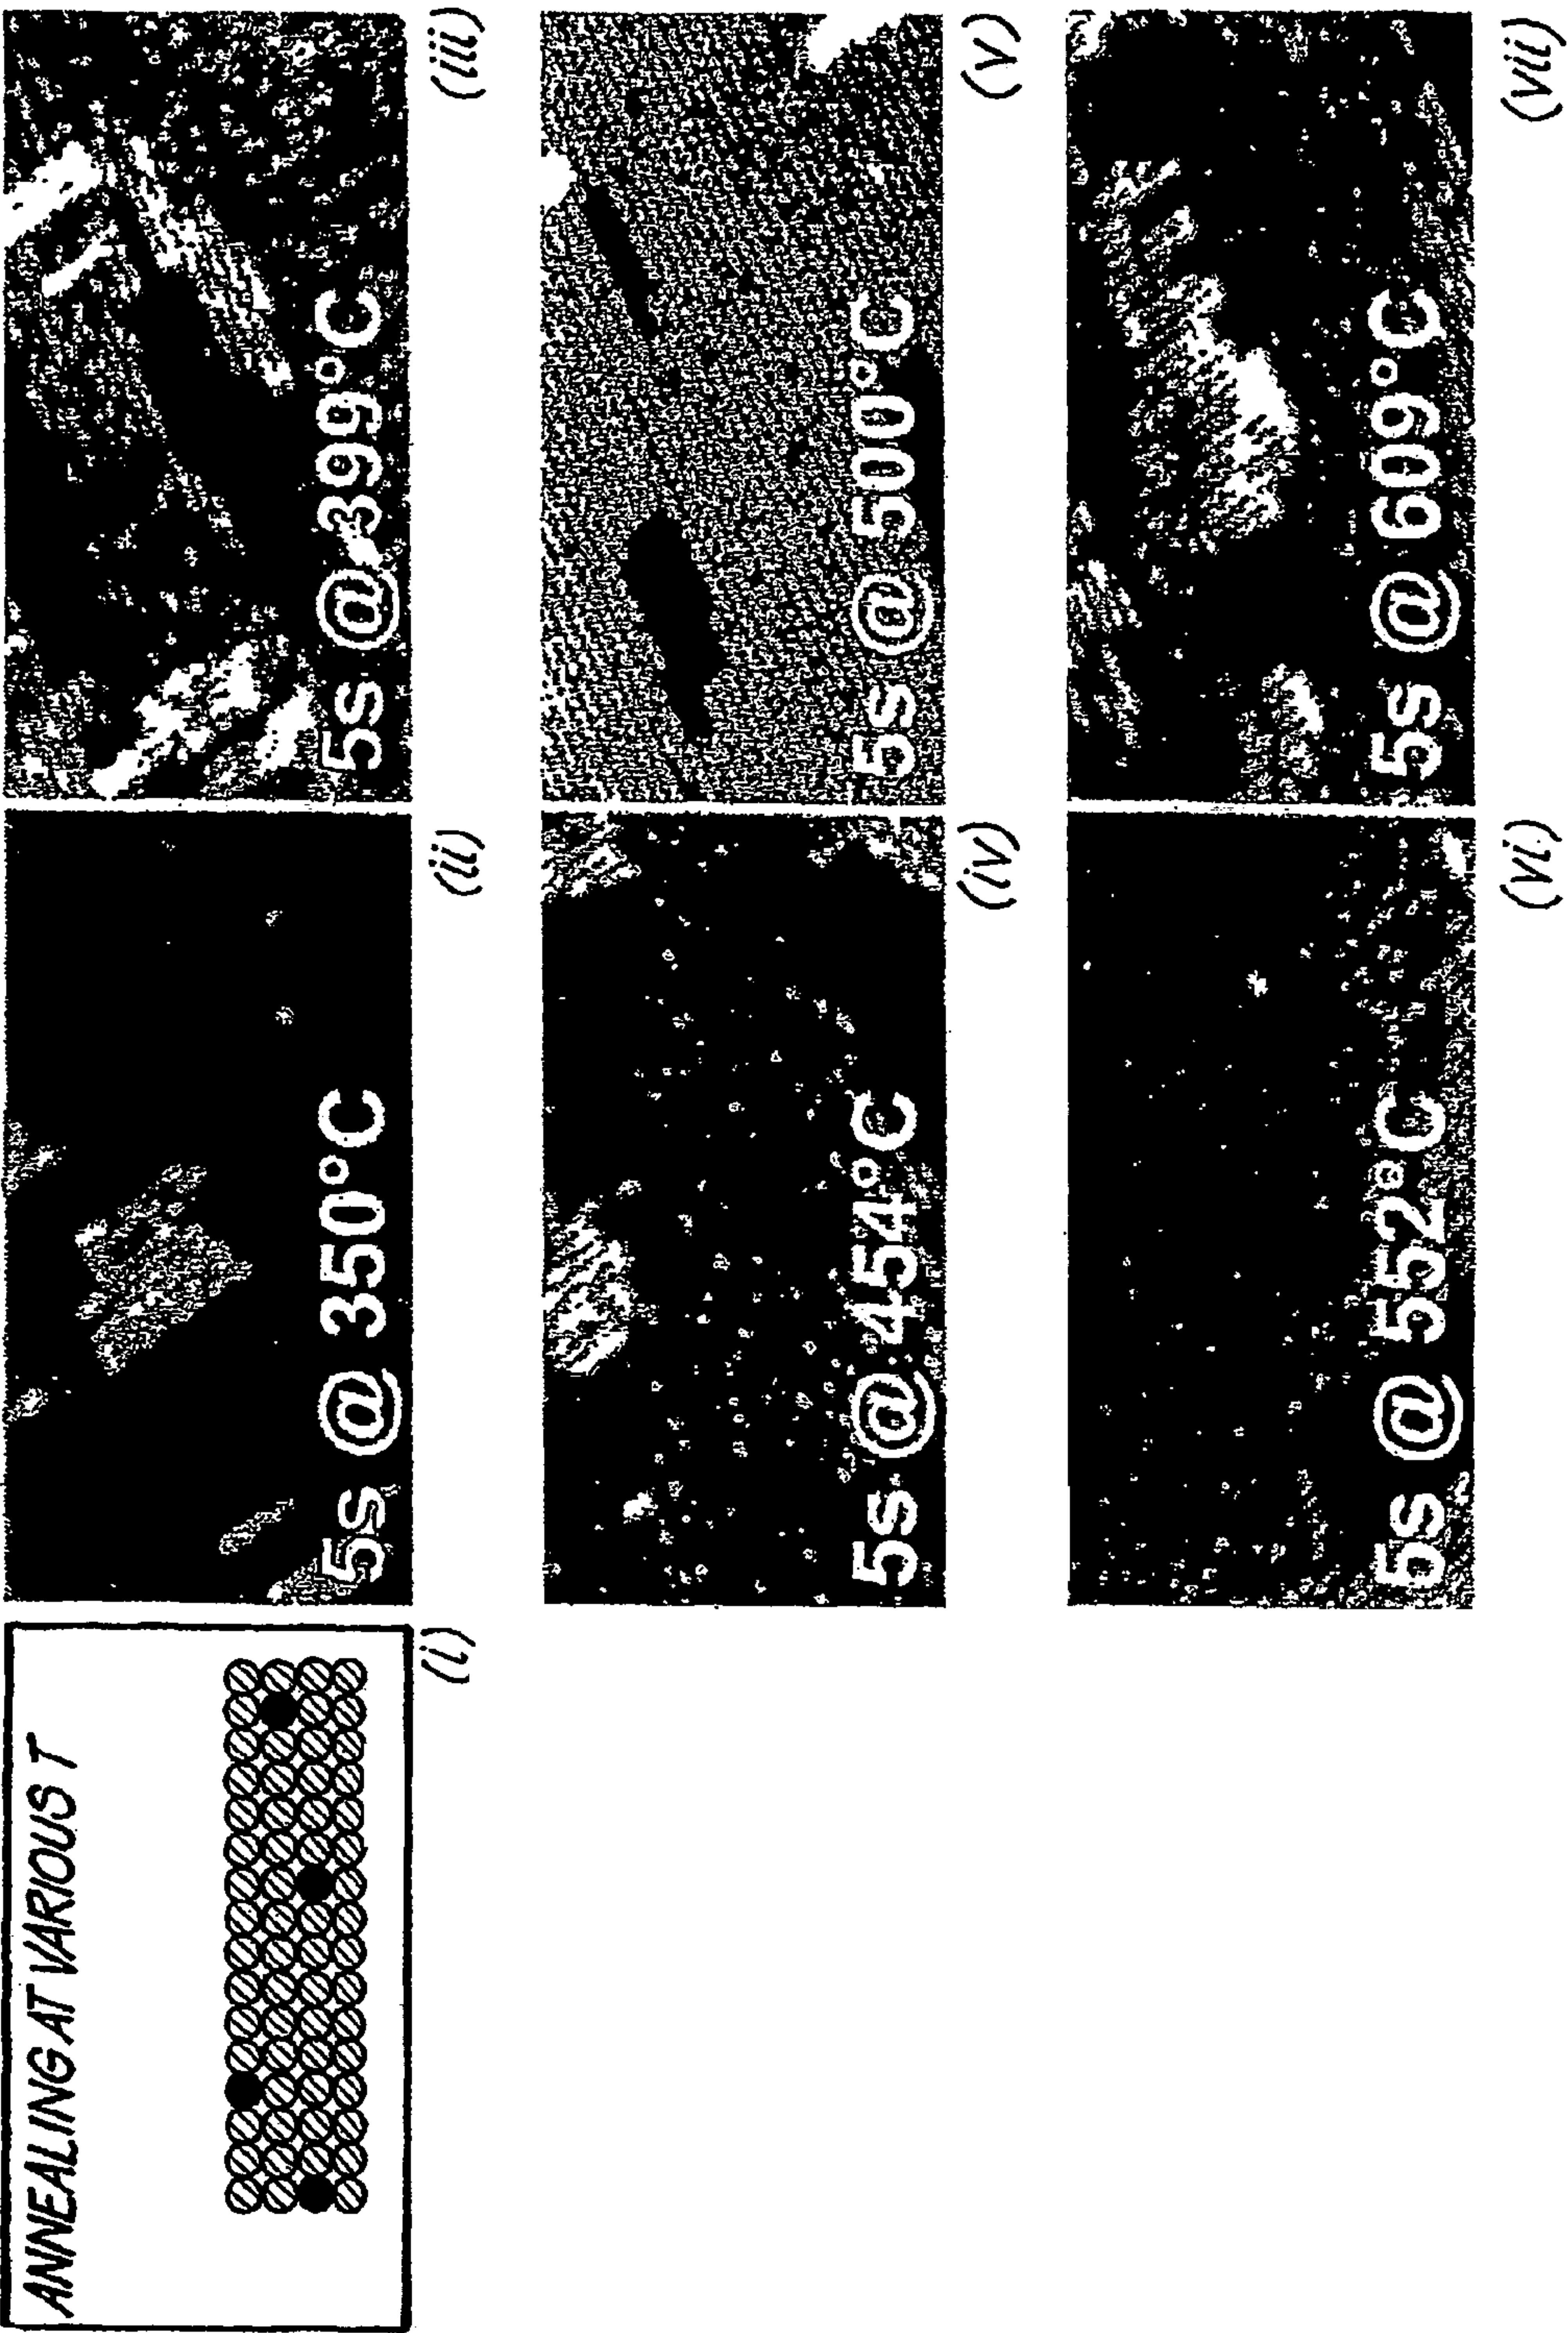 ANNEALING AT VARIOUS T
(i)
5s @ 350°C
(ii)
5s @ 399°C
(iii)
5s @ 454°C
(iv)
5s @ 500°C
(v)
5s @ 552°C
(vi)
5s @ 609°C
(vii)